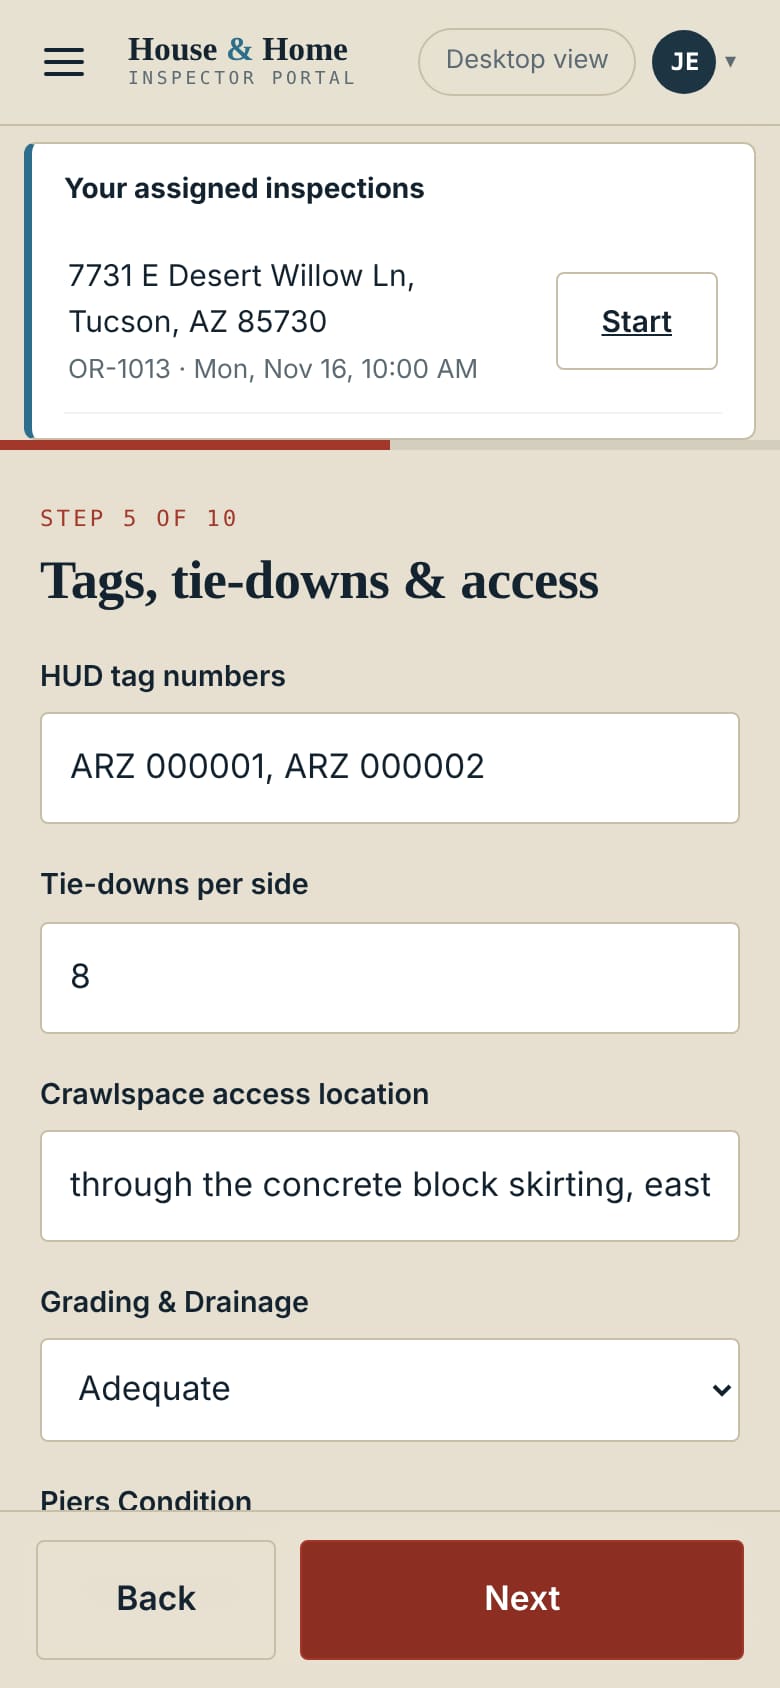 House & Home
INSPECTOR PORTAL
Desktop view
JE
Your assigned inspections
7731 E Desert Willow Ln,
Tucson, AZ 85730
OR-1013 · Mon, Nov 16, 10:00 AM
Start
STEP 5 OF 10
Tags, tie-downs & access
HUD tag numbers
ARZ 000001, ARZ 000002
Tie-downs per side
8
Crawlspace access location
through the concrete block skirting, east
Grading & Drainage
Adequate
Piers Condition
Back
Next